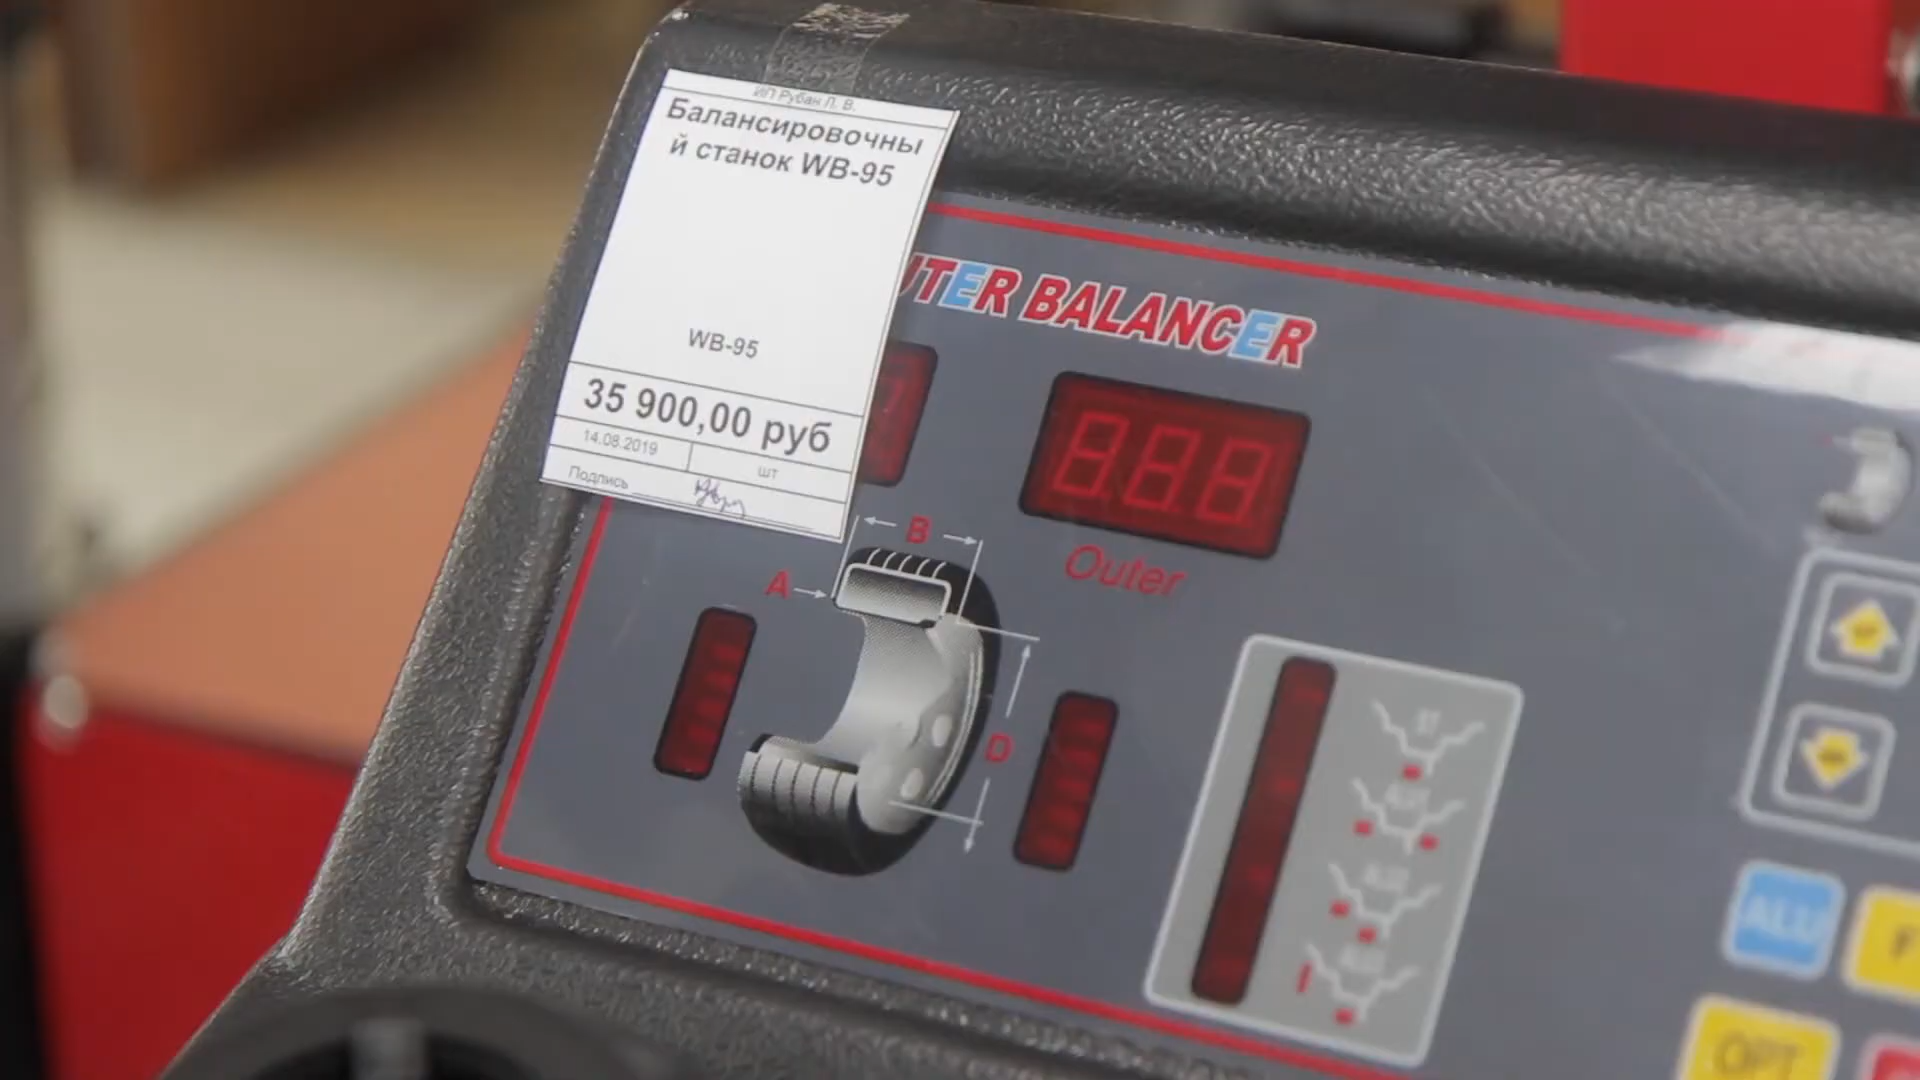 ИП Рубан Л. В.
Балансировочны
й станок WB-95
WB-95
35 900,00 руб
14.08.2019
шт
Подпись
UTER BALANCER
Outer
A
B
D
ALU
OPT